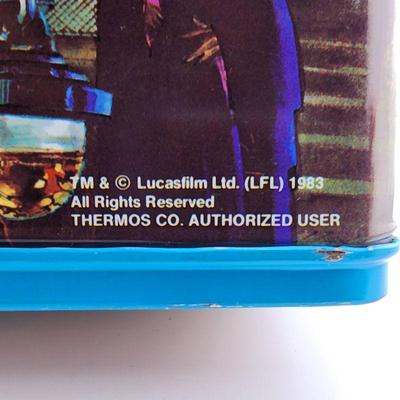 TM & © Lucasfilm Ltd. (LFL) 1983
All Rights Reserved
THERMOS CO. AUTHORIZED USER